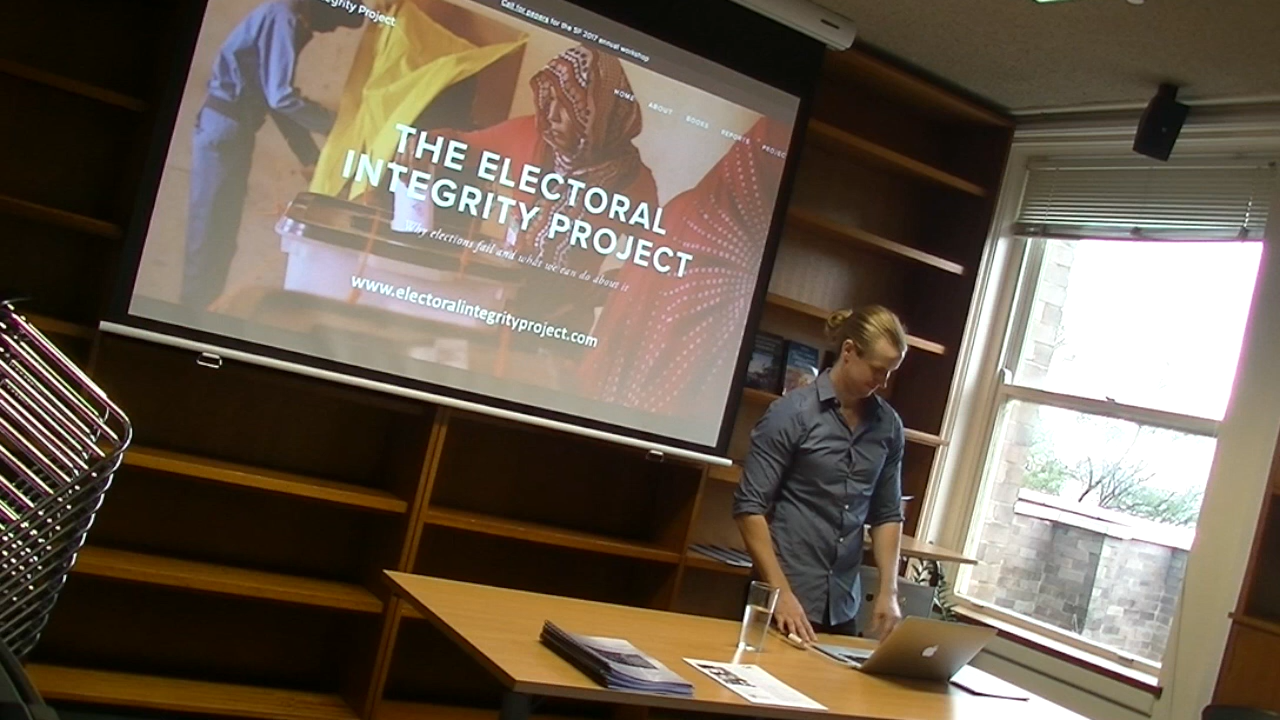 Project
Call for papers for the SF 2017 annual workshop
HOME ABOUT BOOKS REPORTS
THE ELECTORAL
INTEGRITY PROJECT
Why elections fail and what we can do about it
www.electoralintegrityproject.com